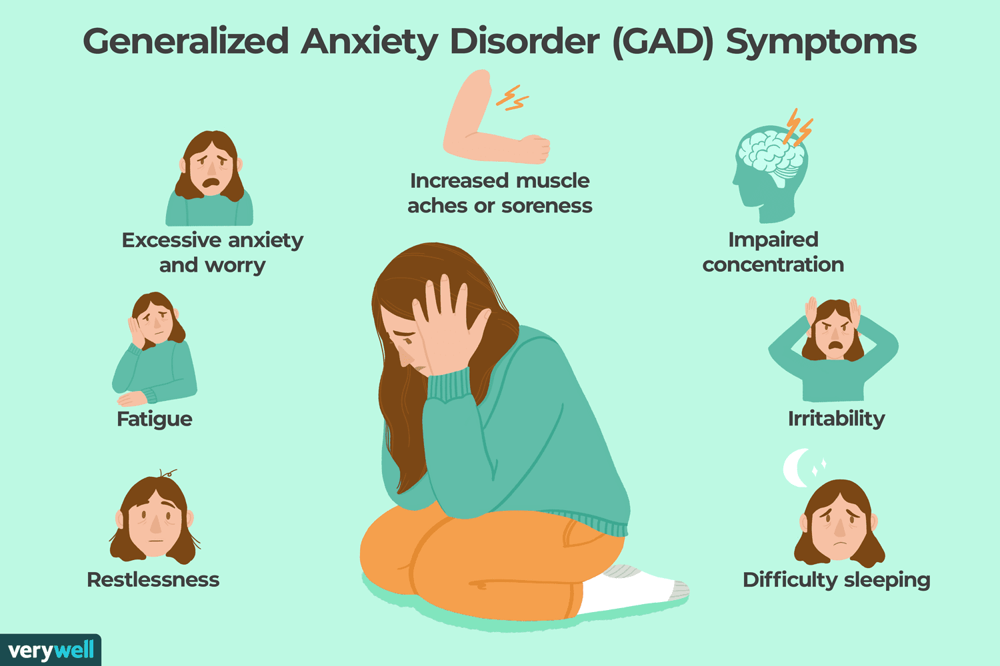 Generalized Anxiety Disorder (GAD) Symptoms
Increased muscle
aches or soreness
Excessive anxiety
and worry
Impaired
concentration
Fatigue
Irritability
Restlessness
Difficulty sleeping
verywell